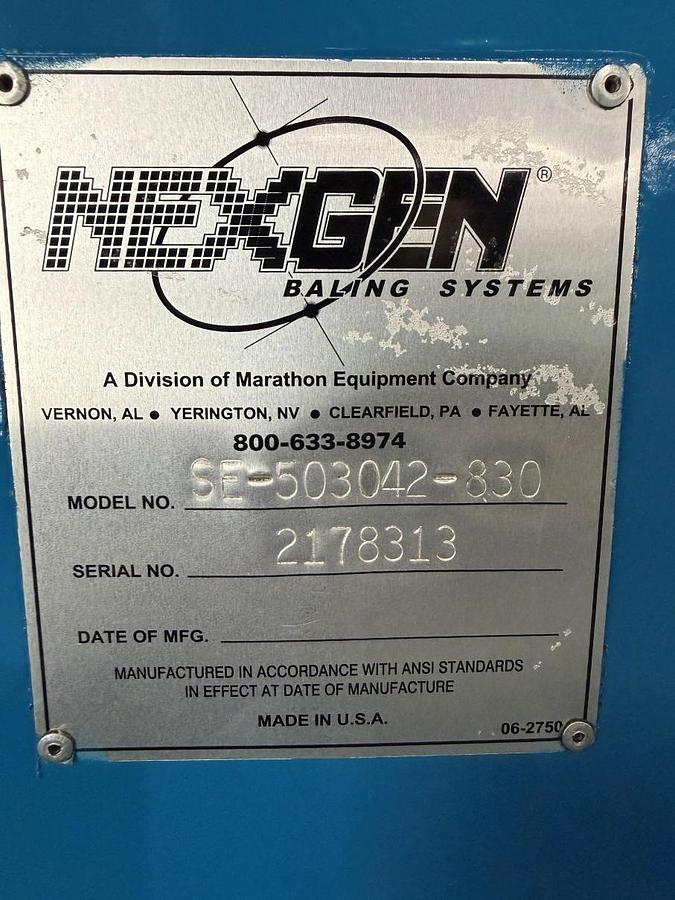 NEXGEN®
BALING SYSTEMS
A Division of Marathon Equipment Company
VERNON, AL ● YERINGTON, NV ● CLEARFIELD, PA ● FAYETTE, AL
800-633-8974
MODEL NO. SE-503042-830
SERIAL NO. 2178313
DATE OF MFG.
MANUFACTURED IN ACCORDANCE WITH ANSI STANDARDS
IN EFFECT AT DATE OF MANUFACTURE
MADE IN U.S.A.
06-2750